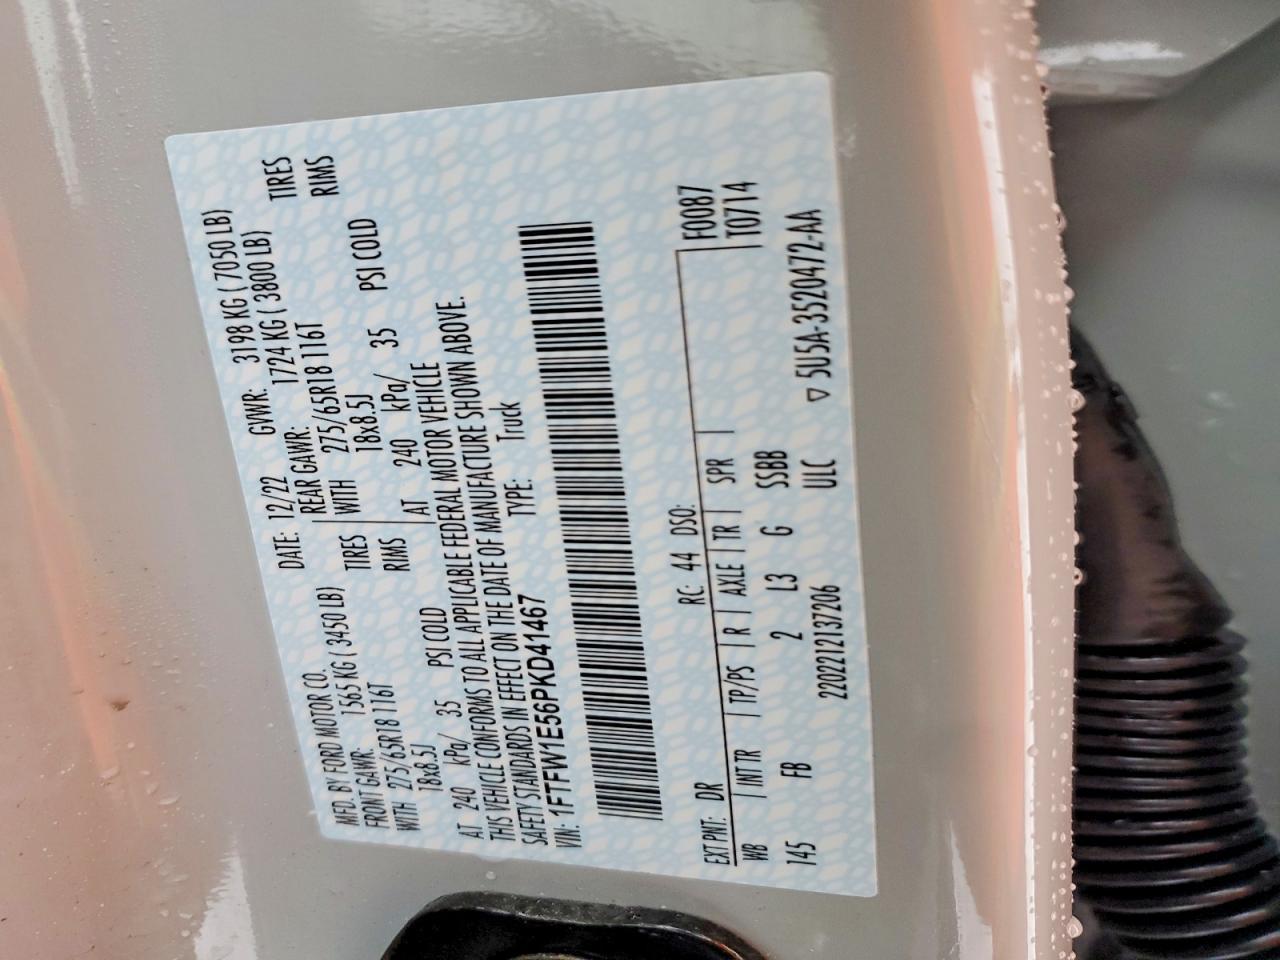 MFD. BY FORD MOTOR CO. DATE: 12/22 GVWR: 3198 KG ( 7050 LB)
FRONT GAWR: 1565 KG ( 3450 LB) REAR GAWR: 1724 KG ( 3800 LB)
WITH 275/65R18 116T TIRES WITH 275/65R18 116T TIRES
18x8.5J RIMS 18x8.5J RIMS
AT 240 kPa/ 35 PSI COLD AT 240 kPa/ 35 PSI COLD
THIS VEHICLE CONFORMS TO ALL APPLICABLE FEDERAL MOTOR VEHICLE
SAFETY STANDARDS IN EFFECT ON THE DATE OF MANUFACTURE SHOWN ABOVE.
VIN: 1FTFW1E56PKD41467 TYPE: Truck
F0087
EXT PNT: DR RC: 44 DSO: T0714
WB INT TR TP/PS R AXLE TR SPR
145 FB 2 L3 G SSBB
220221213​7206 ULC ▽ 5U5A-3520472-AA